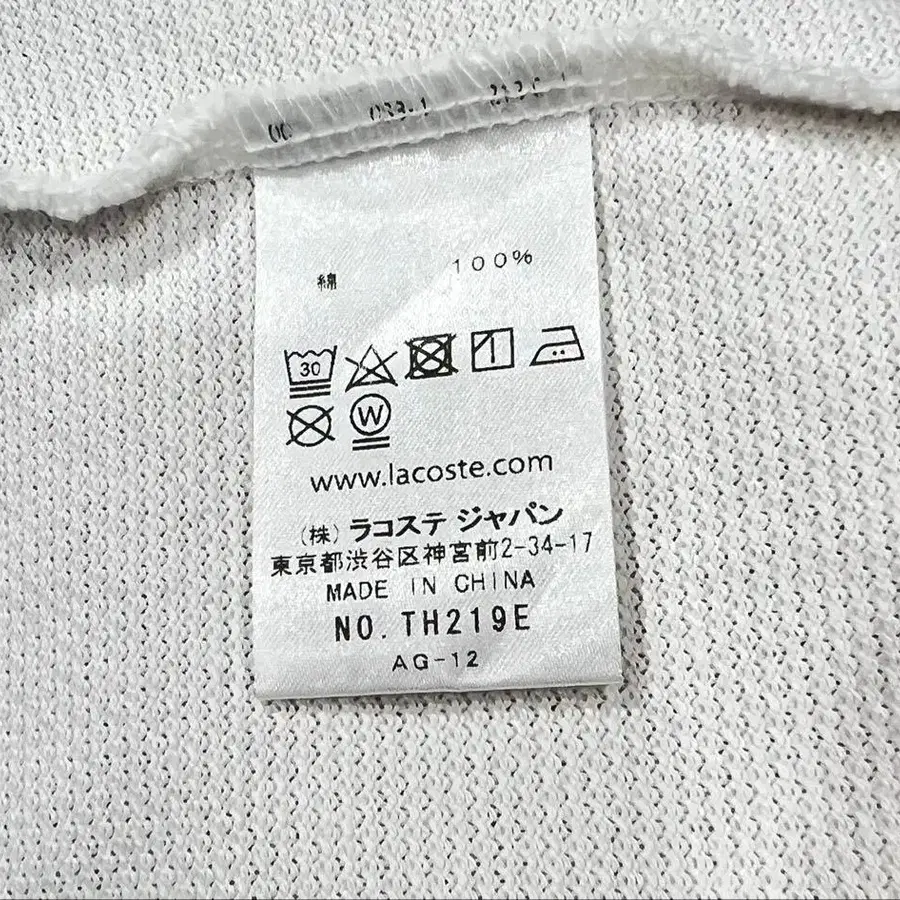 綿 100%
30
W
www.lacoste.com
(株) ラコステ ジャパン
東京都渋谷区神宮前2-34-17
MADE IN CHINA
NO. TH219E
AG-12